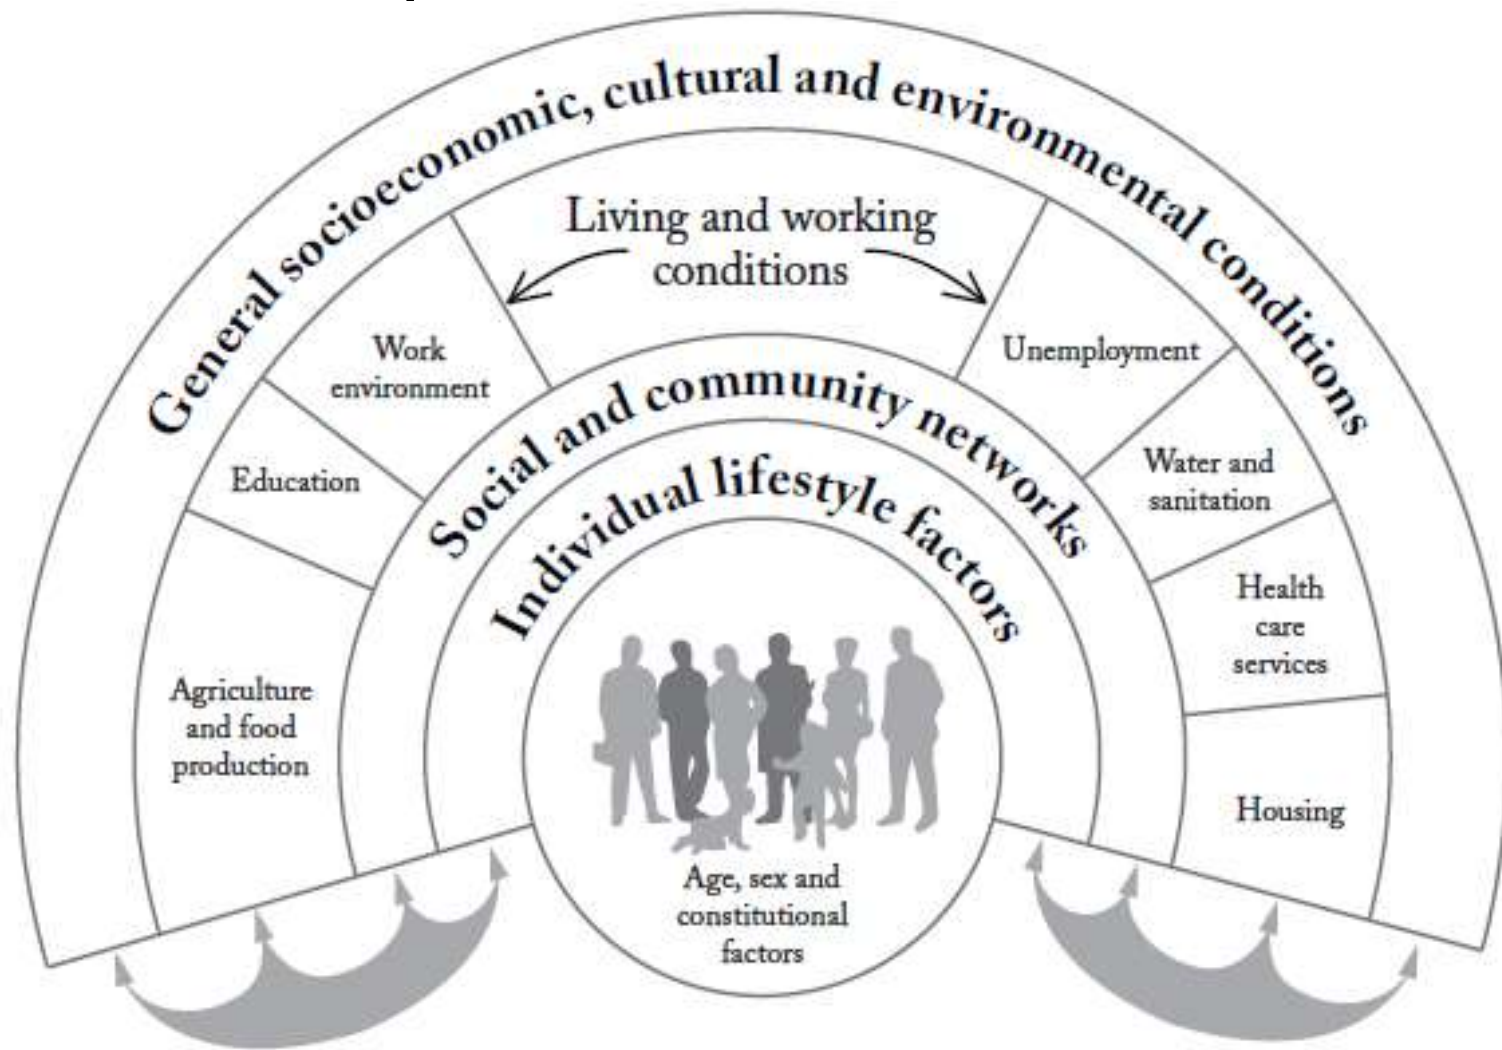 General socioeconomic, cultural and environmental conditions
Living and working
conditions
Work
environment
Unemployment
Education
Water and
sanitation
Agriculture
and food
production
Health
care
services
Housing
Social and community networks
Individual lifestyle factors
Age, sex and
constitutional
factors